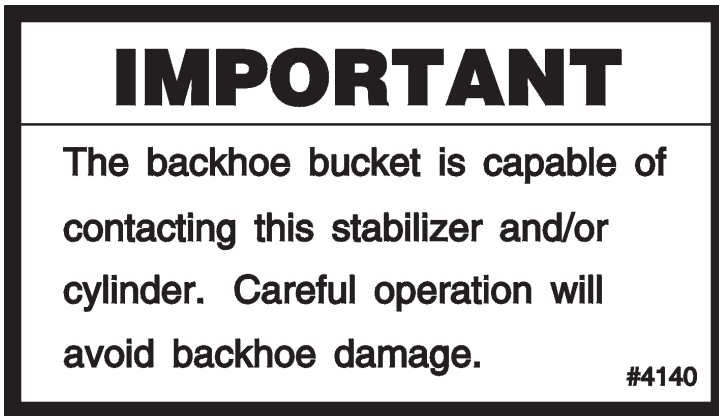 IMPORTANT
The backhoe bucket is capable of
contacting this stabilizer and/or
cylinder.  Careful operation will
avoid backhoe damage.
#4140